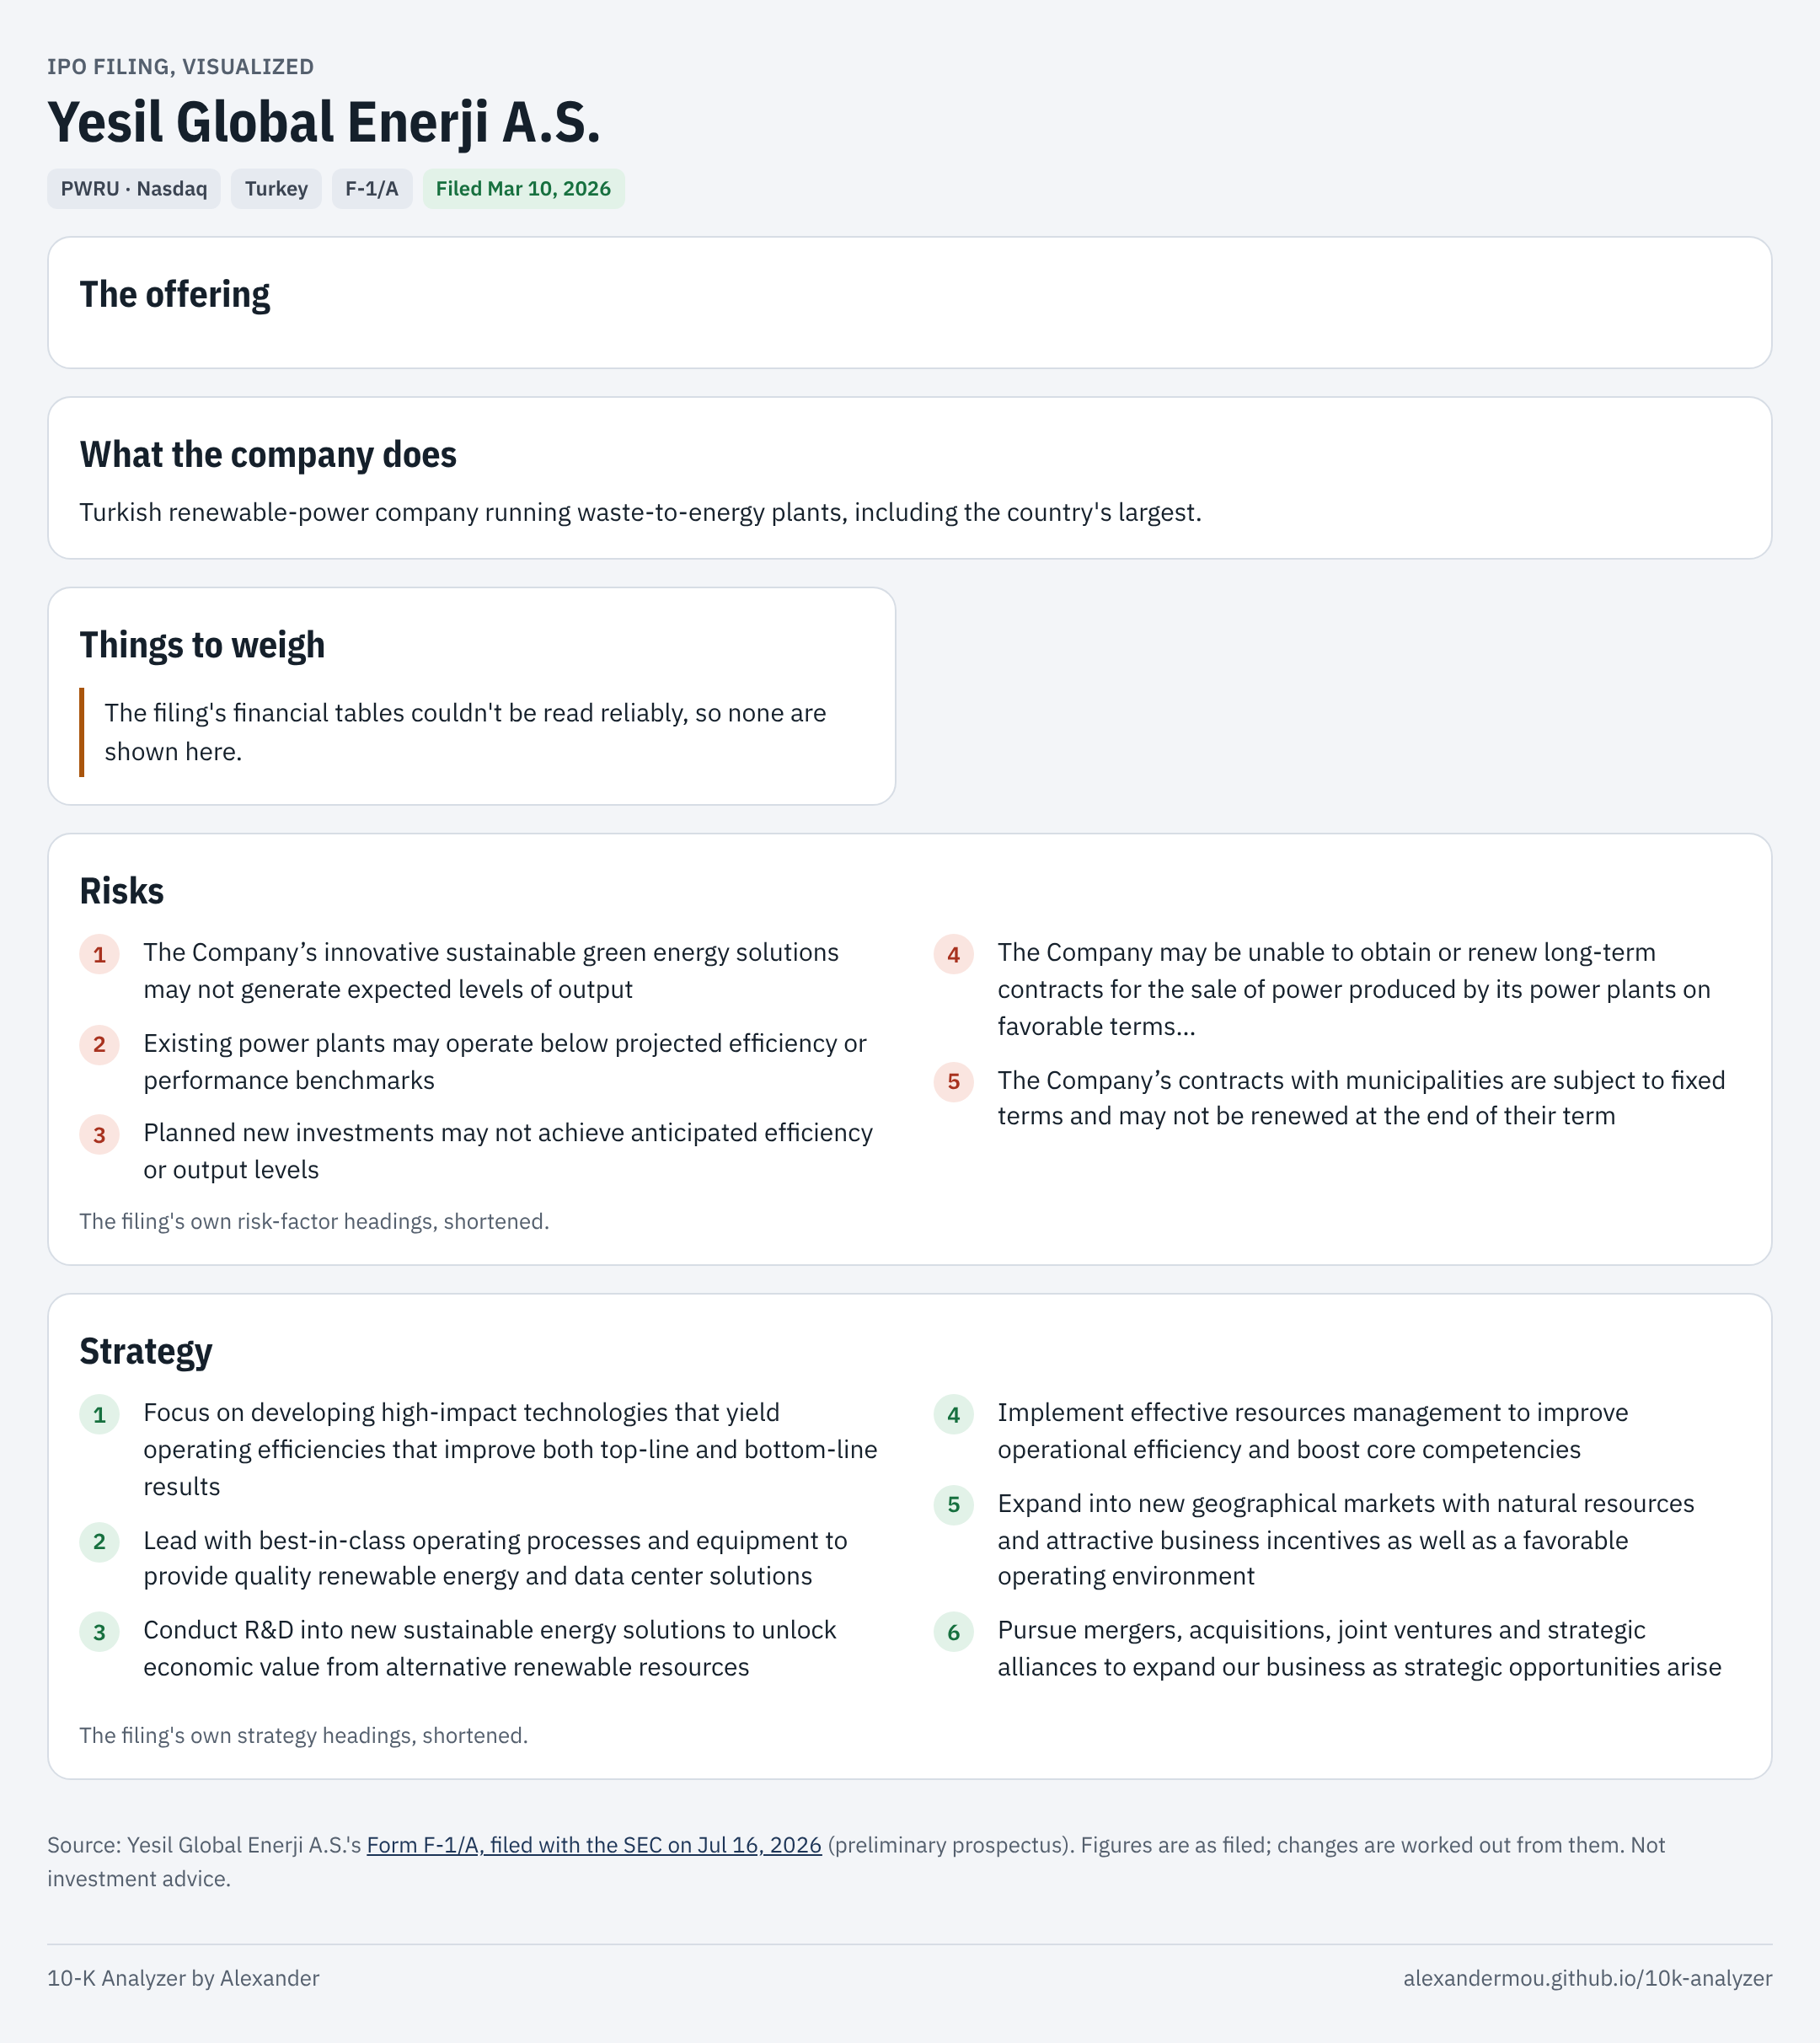 IPO FILING, VISUALIZED
Yesil Global Enerji A.S.
PWRU · Nasdaq
Turkey
F-1/A
Filed Mar 10, 2026
The offering
What the company does
Turkish renewable-power company running waste-to-energy plants, including the country's largest.
Things to weigh
The filing's financial tables couldn't be read reliably, so none are
shown here.
Risks
1
The Company’s innovative sustainable green energy solutions
may not generate expected levels of output
2
Existing power plants may operate below projected efficiency or
performance benchmarks
3
Planned new investments may not achieve anticipated efficiency
or output levels
4
The Company may be unable to obtain or renew long-term
contracts for the sale of power produced by its power plants on
favorable terms…
5
The Company’s contracts with municipalities are subject to fixed
terms and may not be renewed at the end of their term
The filing's own risk-factor headings, shortened.
Strategy
1
Focus on developing high-impact technologies that yield
operating efficiencies that improve both top-line and bottom-line
results
2
Lead with best-in-class operating processes and equipment to
provide quality renewable energy and data center solutions
3
Conduct R&D into new sustainable energy solutions to unlock
economic value from alternative renewable resources
4
Implement effective resources management to improve
operational efficiency and boost core competencies
5
Expand into new geographical markets with natural resources
and attractive business incentives as well as a favorable
operating environment
6
Pursue mergers, acquisitions, joint ventures and strategic
alliances to expand our business as strategic opportunities arise
The filing's own strategy headings, shortened.
Source: Yesil Global Enerji A.S.'s Form F-1/A, filed with the SEC on Jul 16, 2026 (preliminary prospectus). Figures are as filed; changes are worked out from them. Not
investment advice.
10-K Analyzer by Alexander
alexandermou.github.io/10k-analyzer